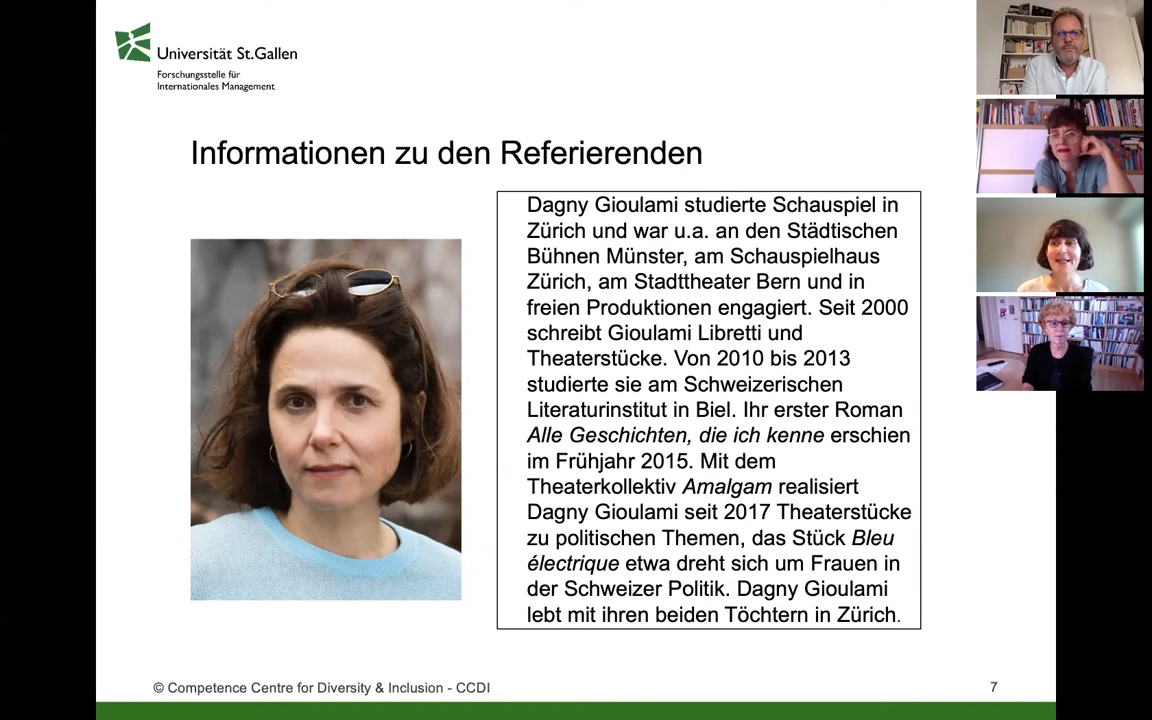 Universität St.Gallen
Forschungsstelle für
Internationales Management
Informationen zu den Referierenden
Dagny Gioulami studierte Schauspiel in
Zürich und war u.a. an den Städtischen
Bühnen Münster, am Schauspielhaus
Zürich, am Stadttheater Bern und in
freien Produktionen engagiert. Seit 2000
schreibt Gioulami Libretti und
Theaterstücke. Von 2010 bis 2013
studierte sie am Schweizerischen
Literaturinstitut in Biel. Ihr erster Roman
Alle Geschichten, die ich kenne erschien
im Frühjahr 2015. Mit dem
Theaterkollektiv Amalgam realisiert
Dagny Gioulami seit 2017 Theaterstücke
zu politischen Themen, das Stück Bleu
électrique etwa dreht sich um Frauen in
der Schweizer Politik. Dagny Gioulami
lebt mit ihren beiden Töchtern in Zürich.
© Competence Centre for Diversity & Inclusion - CCDI
7